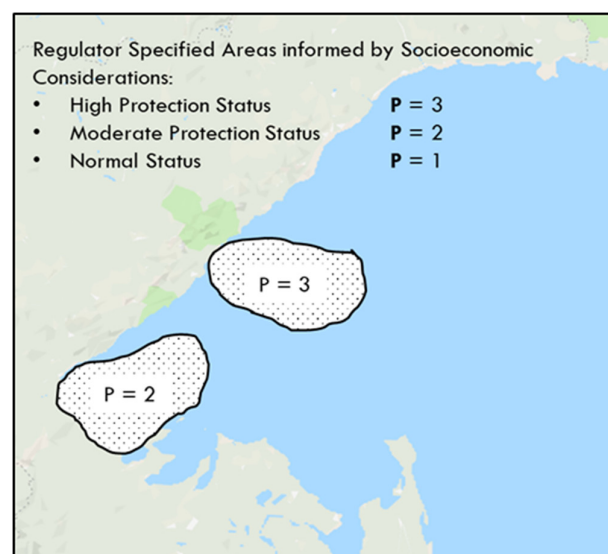 Regulator Specified Areas informed by Socioeconomic
Considerations:
• High Protection Status P = 3
• Moderate Protection Status P = 2
• Normal Status P = 1
P = 3
P = 2